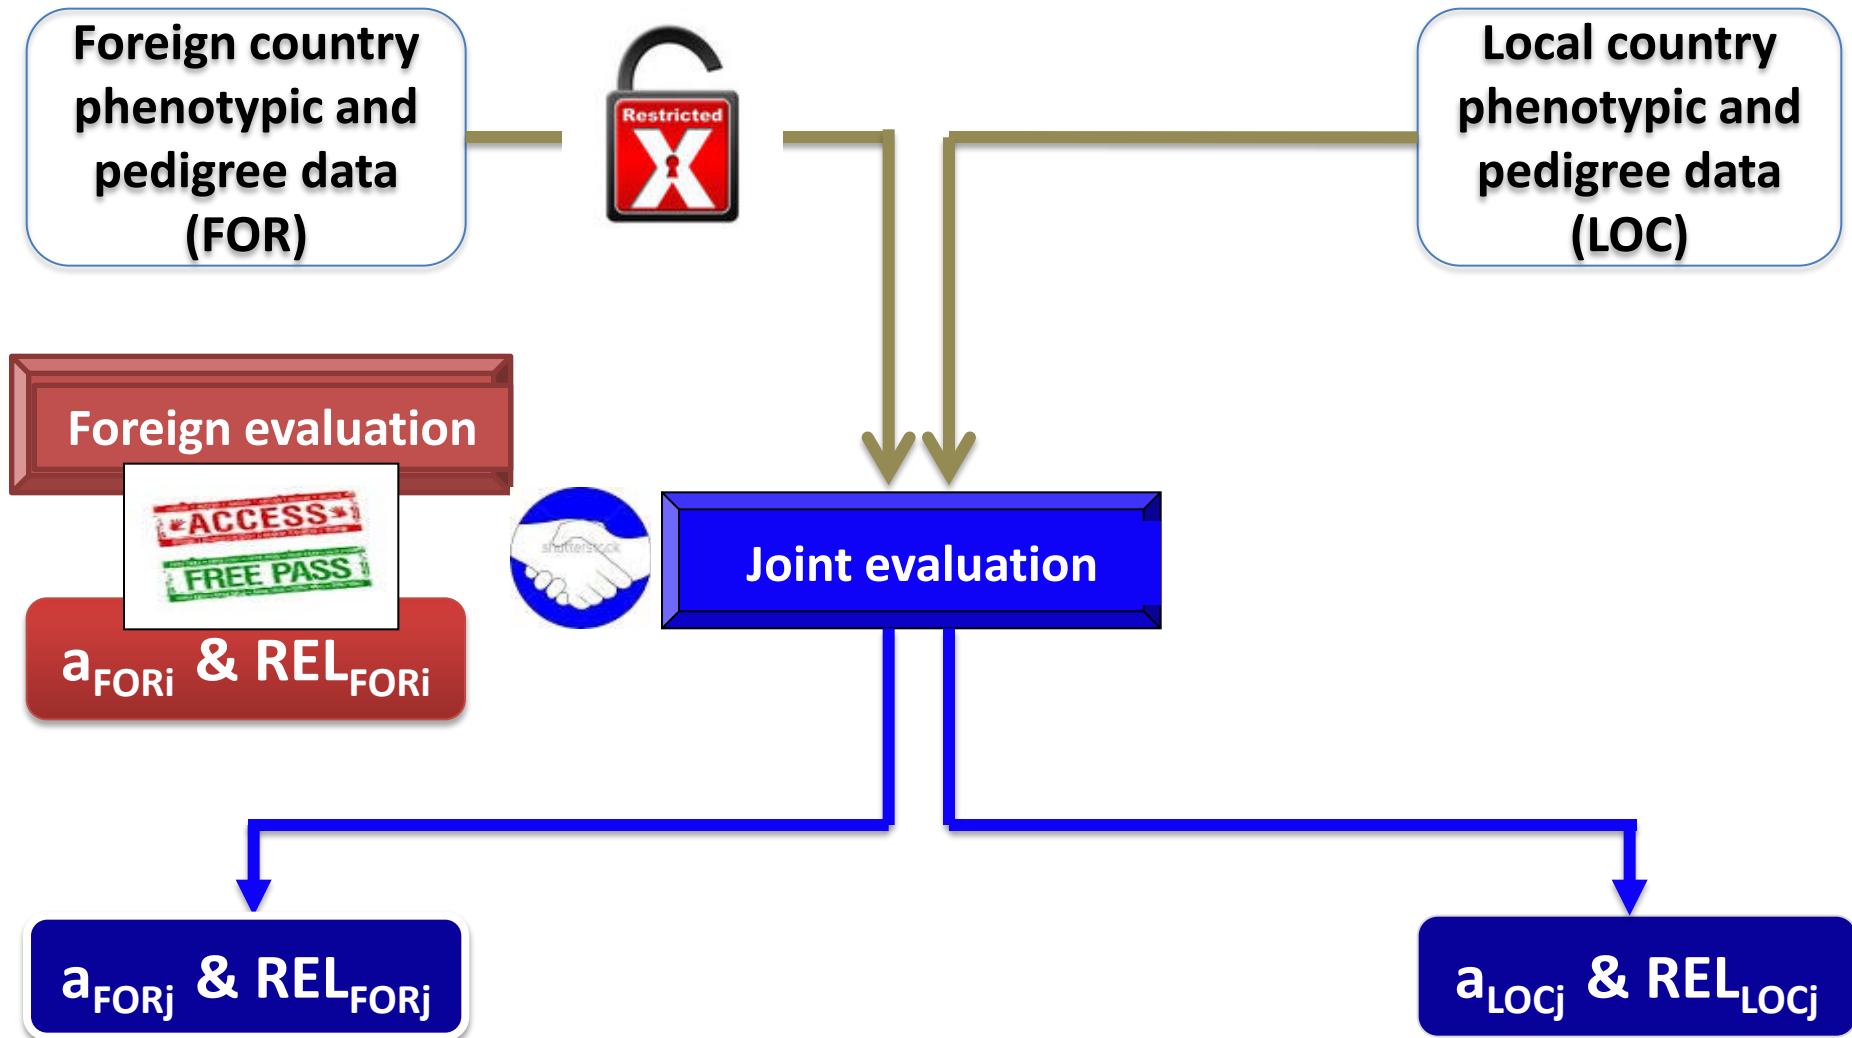 Foreign country
phenotypic and
pedigree data
(FOR)
Restricted
X
Local country
phenotypic and
pedigree data
(LOC)
Foreign evaluation
ACCESS
FREE PASS
aFORi & RELFORi
shutterstock
Joint evaluation
aFORj & RELFORj
aLOCj & RELLOCj